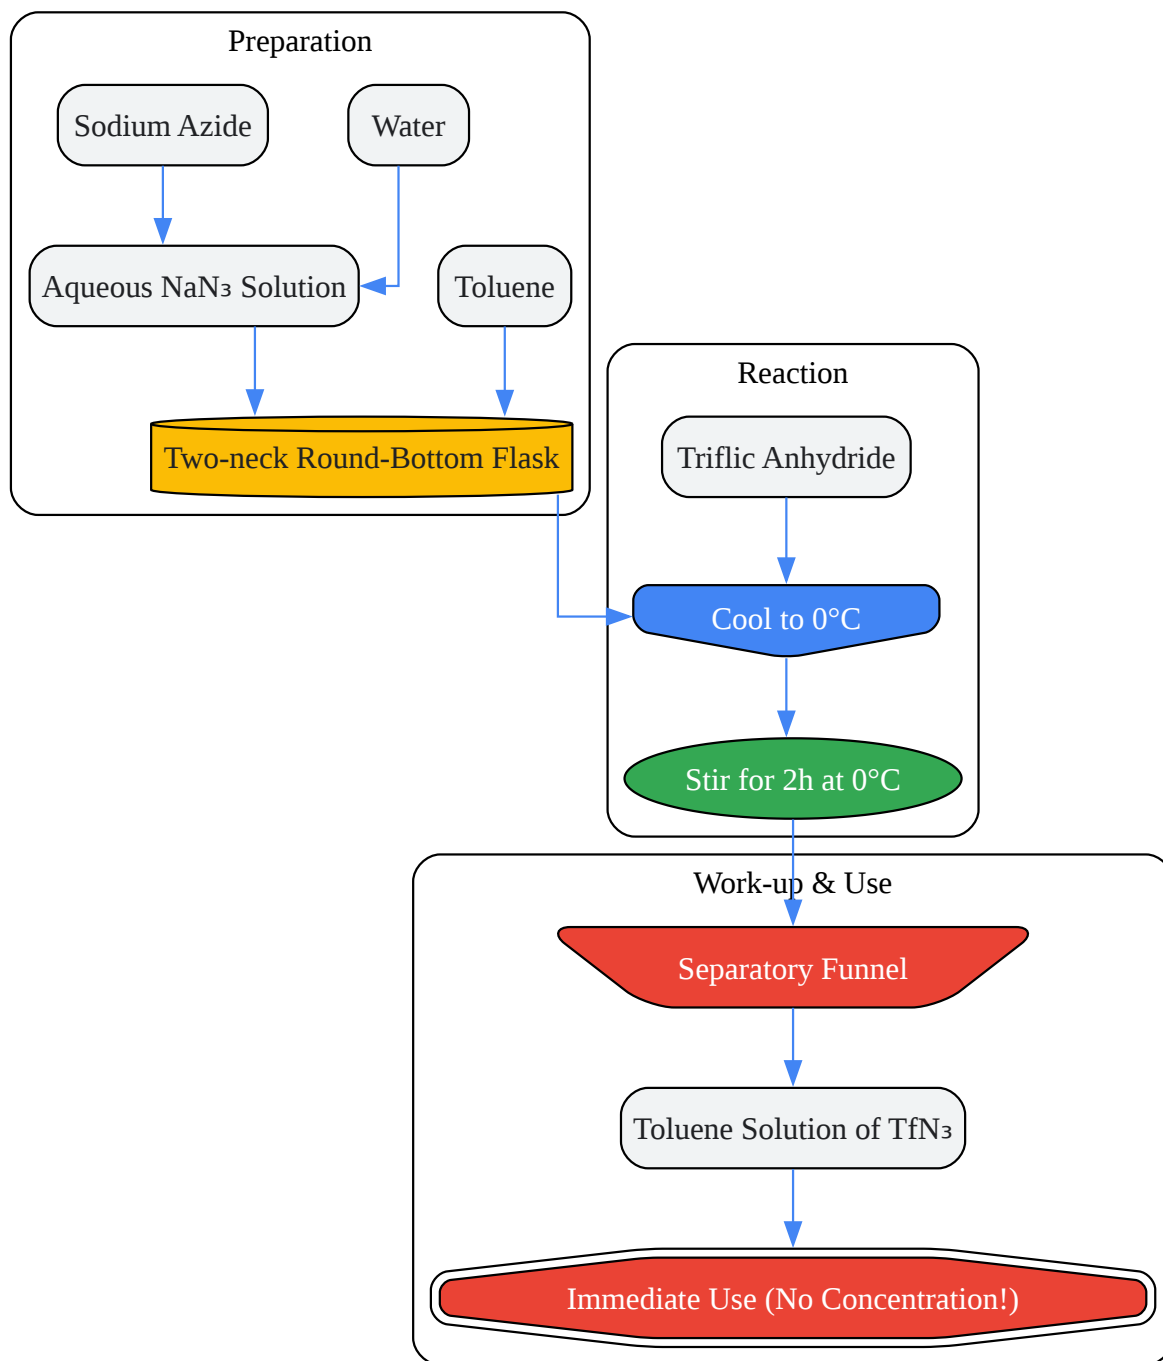 Preparation
Sodium Azide
Water
Aqueous NaN₃ Solution
Toluene
Two-neck Round-Bottom Flask
Reaction
Triflic Anhydride
Cool to 0°C
Stir for 2h at 0°C
Work-up & Use
Separatory Funnel
Toluene Solution of TfN₃
Immediate Use (No Concentration!)